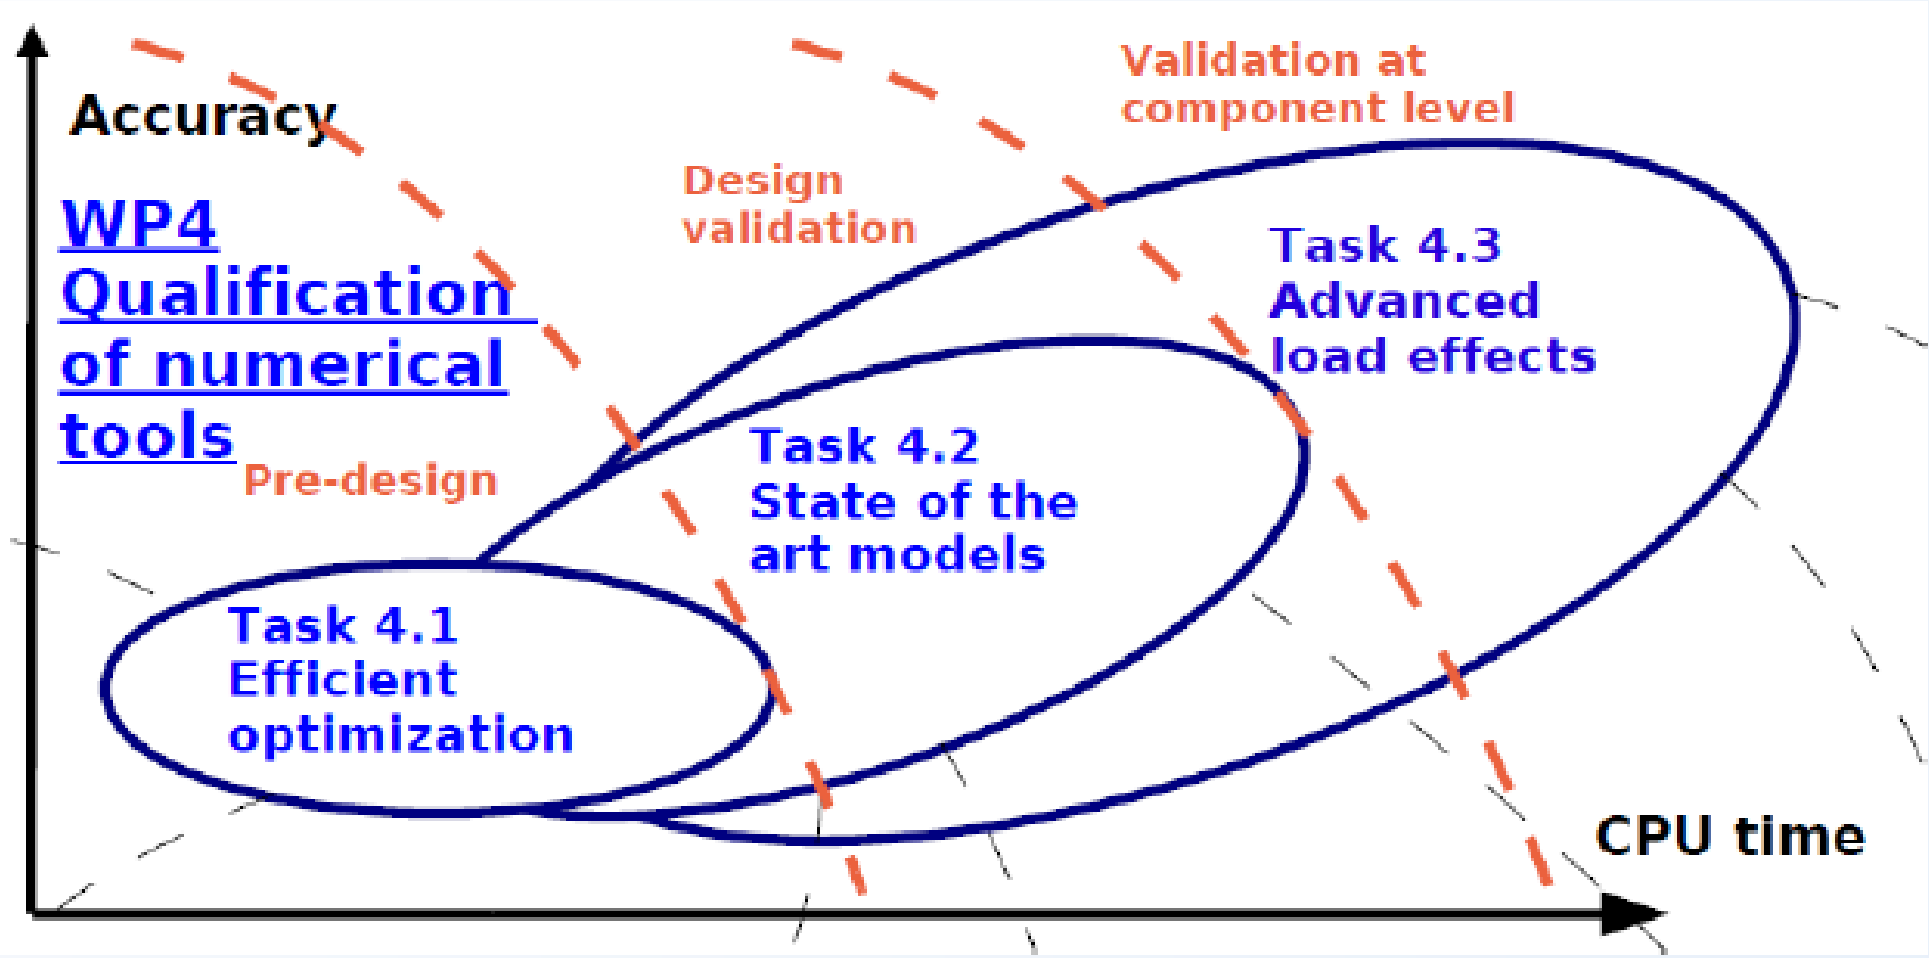 Accuracy
WP4
Qualification
of numerical
tools
Pre-design
Design
validation
Validation at
component level
Task 4.1
Efficient
optimization
Task 4.2
State of the
art models
Task 4.3
Advanced
load effects
CPU time